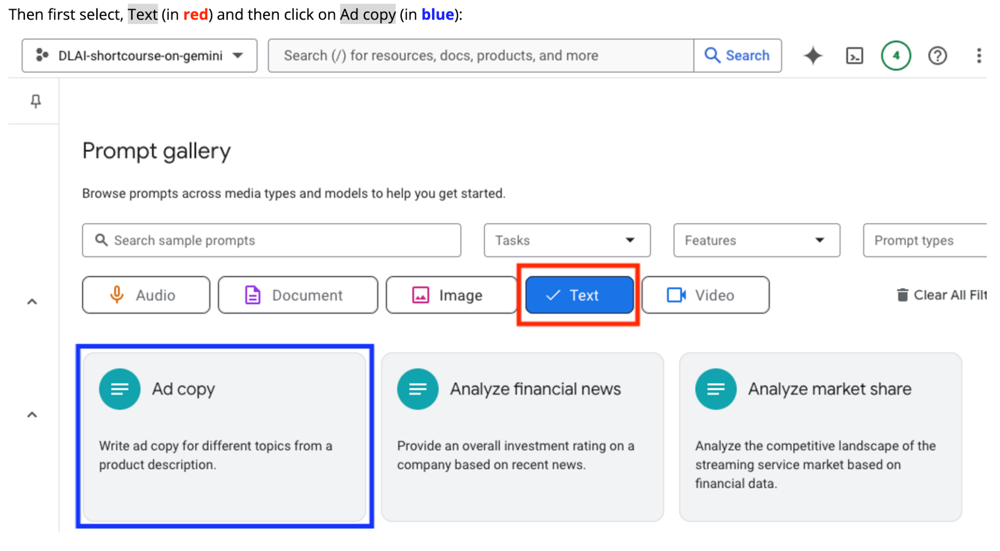 Then first select, Text (in red) and then click on Ad copy (in blue):
DLAI-shortcourse-on-gemini
Search (/) for resources, docs, products, and more
Search
4
Prompt gallery
Browse prompts across media types and models to help you get started.
Search sample prompts
Tasks
Features
Prompt types
Audio
Document
Image
Text
Video
Clear All Filt
Ad copy
Write ad copy for different topics from a
product description.
Analyze financial news
Provide an overall investment rating on a
company based on recent news.
Analyze market share
Analyze the competitive landscape of the
streaming service market based on
financial data.